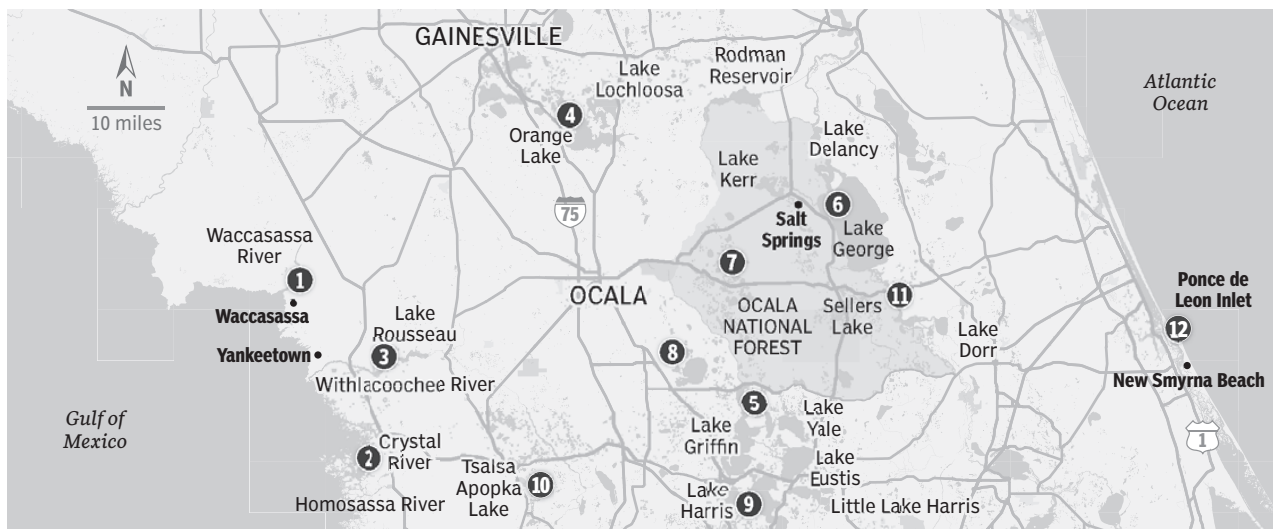 GAINESVILLE
Rodman
Reservoir
Lake
Lochloosa
Atlantic
Ocean
N
10 miles
4
Orange
Lake
Lake
Delancy
Lake
Kerr
75
6
Salt
Springs
Lake
George
Waccasassa
River
1
Waccasassa
7
OCALA
OCALA
NATIONAL
FOREST
Sellers
Lake
11
Ponce de
Leon Inlet
12
Lake
Rousseau
3
Yankeetown
Withlacoochee River
8
Lake
Dorr
New Smyrna Beach
Gulf of
Mexico
5
Lake
Griffin
Lake
Yale
1
2
Crystal
River
Tsalsa
Apopka
Lake
10
Lake
Eustis
Homosassa River
Lake
Harris
9
Little Lake Harris